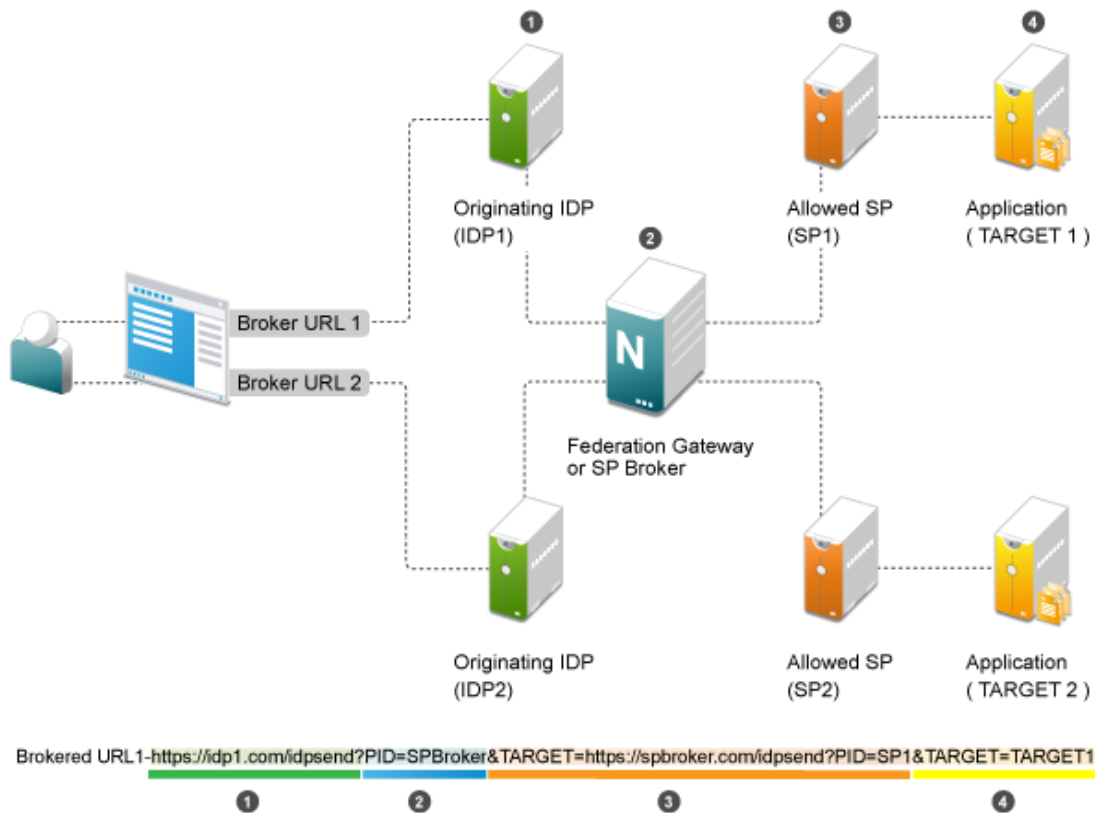 1
3
4
Originating IDP
(IDP1)
Allowed SP
(SP1)
Application
( TARGET 1 )
2
Broker URL 1
Broker URL 2
N
Federation Gateway
or SP Broker
Originating IDP
(IDP2)
Allowed SP
(SP2)
Application
( TARGET 2 )
Brokered URL1-https://idp1.com/idpsend?PID=SPBroker&TARGET=https://spbroker.com/idpsend?PID=SP1&TARGET=TARGET1
1
2
3
4